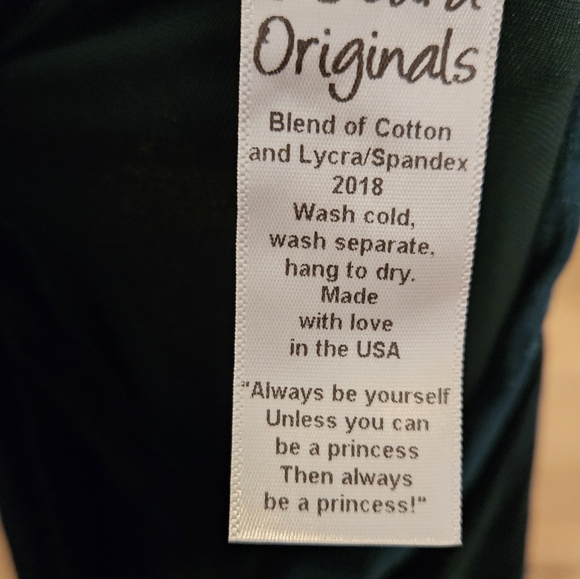 Originals
Blend of Cotton
and Lycra/Spandex
2018
Wash cold,
wash separate,
hang to dry.
Made
with love
in the USA
"Always be yourself
Unless you can
be a princess
Then always
be a princess!"